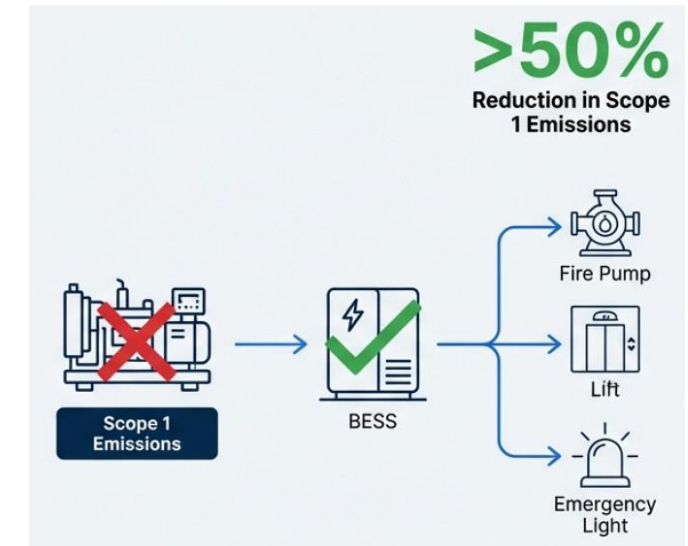 >50%
Reduction in Scope
1 Emissions
Fire Pump
Scope 1
Emissions
BESS
Lift
Emergency
Light